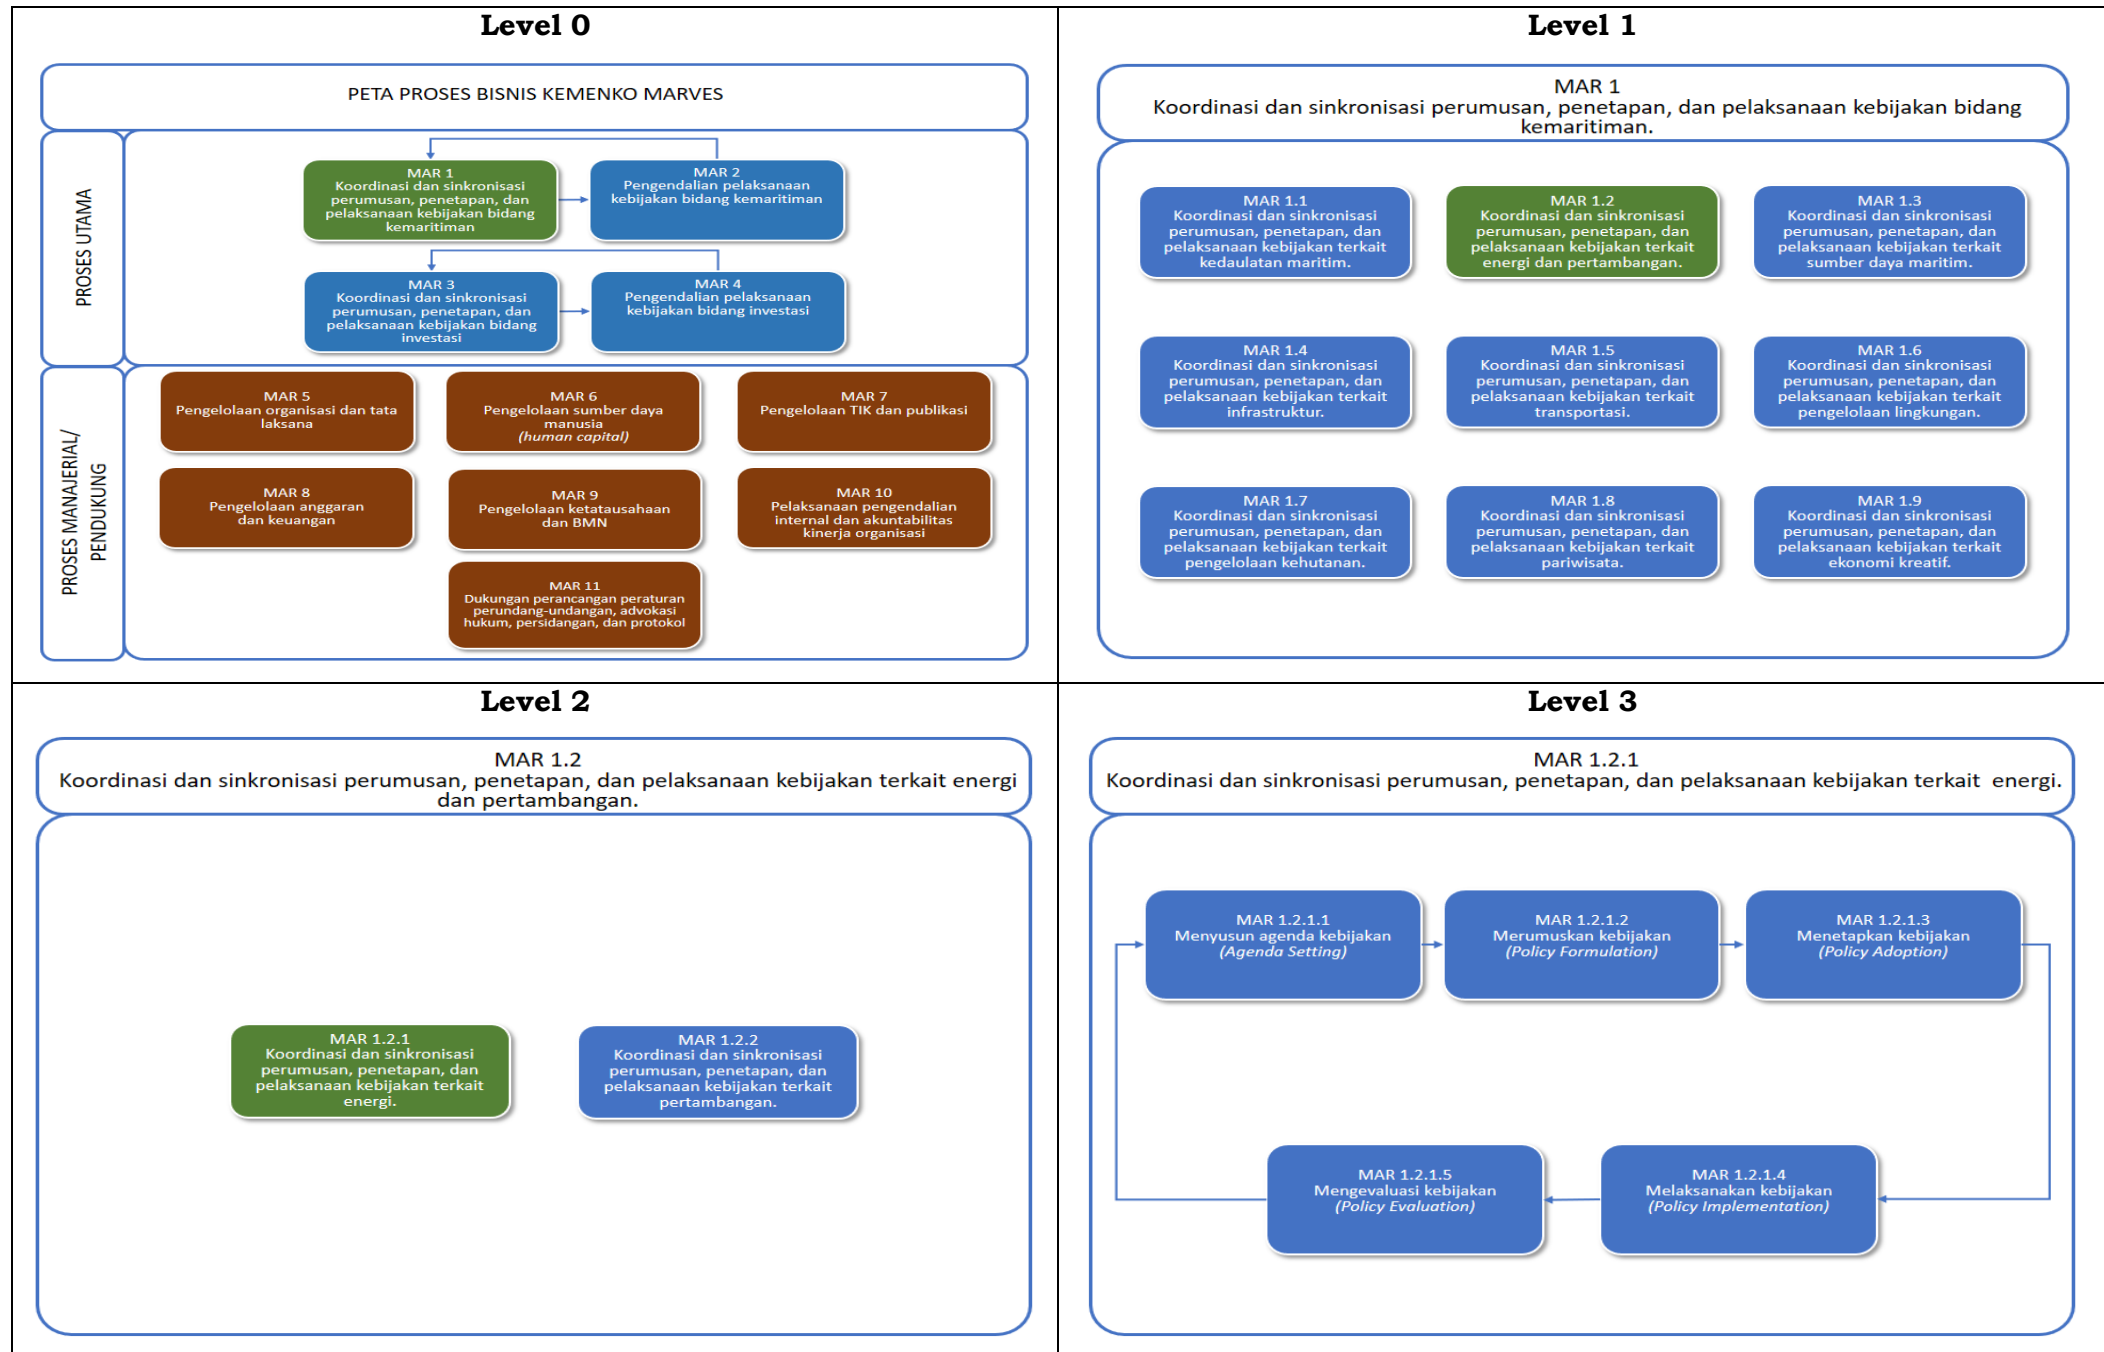 Level 0
PETA PROSES BISNIS KEMENKO MARVES
PROSES UTAMA
MAR 1
Koordinasi dan sinkronisasi
perumusan, penetapan, dan
pelaksanaan kebijakan bidang
kemaritiman
MAR 2
Pengendalian pelaksanaan
kebijakan bidang kemaritiman
MAR 3
Koordinasi dan sinkronisasi
perumusan, penetapan, dan
pelaksanaan kebijakan bidang
investasi
MAR 4
Pengendalian pelaksanaan
kebijakan bidang investasi
PROSES MANAJERIAL/
PENDUKUNG
MAR 5
Pengelolaan organisasi dan tata
laksana
MAR 6
Pengelolaan sumber daya
manusia
(human capital)
MAR 7
Pengelolaan TIK dan publikasi
MAR 8
Pengelolaan anggaran
dan keuangan
MAR 9
Pengelolaan ketatausahaan
dan BMN
MAR 10
Pelaksanaan pengendalian
internal dan akuntabilitas
kinerja organisasi
MAR 11
Dukungan perancangan peraturan
perundang-undangan, advokasi
hukum, persidangan, dan protokol
Level 1
MAR 1
Koordinasi dan sinkronisasi perumusan, penetapan, dan pelaksanaan kebijakan bidang
kemaritiman.
MAR 1.1
Koordinasi dan sinkronisasi
perumusan, penetapan, dan
pelaksanaan kebijakan terkait
kedaulatan maritim.
MAR 1.2
Koordinasi dan sinkronisasi
perumusan, penetapan, dan
pelaksanaan kebijakan terkait
energi dan pertambangan.
MAR 1.3
Koordinasi dan sinkronisasi
perumusan, penetapan, dan
pelaksanaan kebijakan terkait
sumber daya maritim.
MAR 1.4
Koordinasi dan sinkronisasi
perumusan, penetapan, dan
pelaksanaan kebijakan terkait
infrastruktur.
MAR 1.5
Koordinasi dan sinkronisasi
perumusan, penetapan, dan
pelaksanaan kebijakan terkait
transportasi.
MAR 1.6
Koordinasi dan sinkronisasi
perumusan, penetapan, dan
pelaksanaan kebijakan terkait
pengelolaan lingkungan.
MAR 1.7
Koordinasi dan sinkronisasi
perumusan, penetapan, dan
pelaksanaan kebijakan terkait
pengelolaan kehutanan.
MAR 1.8
Koordinasi dan sinkronisasi
perumusan, penetapan, dan
pelaksanaan kebijakan terkait
pariwisata.
MAR 1.9
Koordinasi dan sinkronisasi
perumusan, penetapan, dan
pelaksanaan kebijakan terkait
ekonomi kreatif.
Level 2
MAR 1.2
Koordinasi dan sinkronisasi perumusan, penetapan, dan pelaksanaan kebijakan terkait energi
dan pertambangan.
MAR 1.2.1
Koordinasi dan sinkronisasi
perumusan, penetapan, dan
pelaksanaan kebijakan terkait
energi.
MAR 1.2.2
Koordinasi dan sinkronisasi
perumusan, penetapan, dan
pelaksanaan kebijakan terkait
pertambangan.
Level 3
MAR 1.2.1
Koordinasi dan sinkronisasi perumusan, penetapan, dan pelaksanaan kebijakan terkait energi.
MAR 1.2.1.1
Menyusun agenda kebijakan
(Agenda Setting)
MAR 1.2.1.2
Merumuskan kebijakan
(Policy Formulation)
MAR 1.2.1.3
Menetapkan kebijakan
(Policy Adoption)
MAR 1.2.1.5
Mengevaluasi kebijakan
(Policy Evaluation)
MAR 1.2.1.4
Melaksanakan kebijakan
(Policy Implementation)